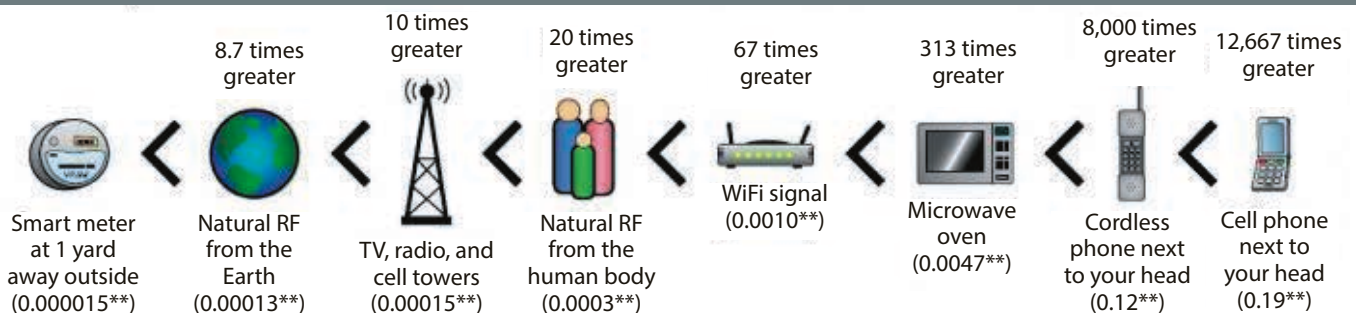 8.7 times
greater
10 times
greater
20 times
greater
67 times
greater
313 times
greater
8,000 times
greater
12,667 times
greater
Smart meter
at 1 yard
away outside
(0.000015**)
Natural RF
from the
Earth
(0.00013**)
TV, radio, and
cell towers
(0.00015**)
Natural RF
from the
human body
(0.0003**)
WiFi signal
(0.0010**)
Microwave
oven
(0.0047**)
Cordless
phone next
to your head
(0.12**)
Cell phone
next to
your head
(0.19**)